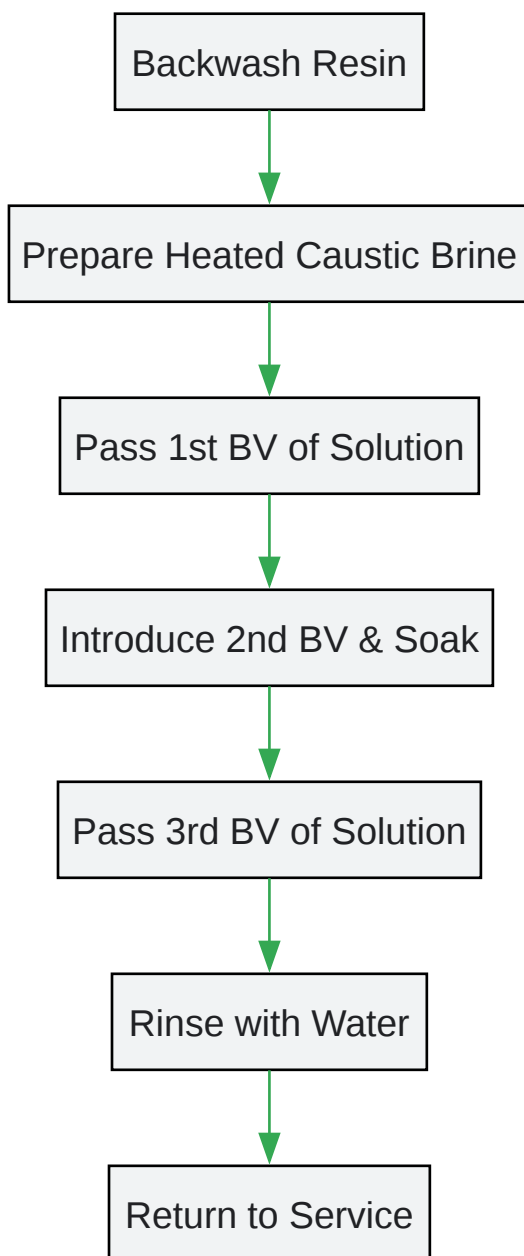 Backwash Resin
Prepare Heated Caustic Brine
Pass 1st BV of Solution
Introduce 2nd BV & Soak
Pass 3rd BV of Solution
Rinse with Water
Return to Service